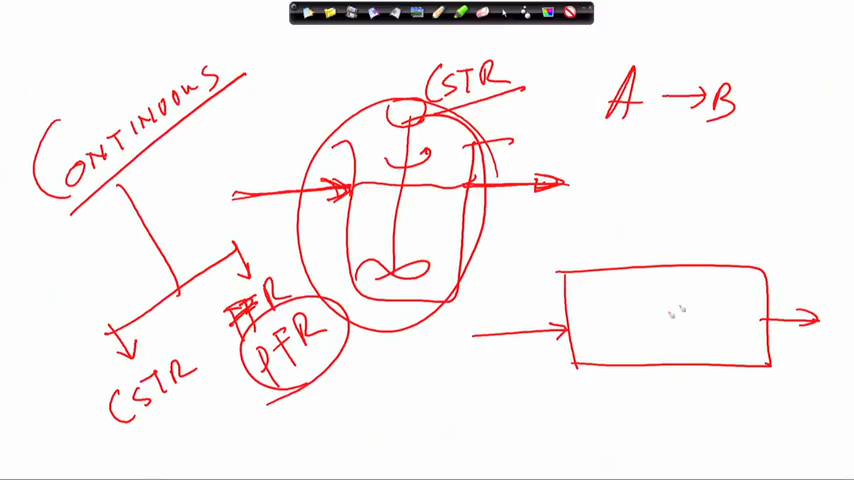 CONTINUOUS
CSTR
A → B
R
PFR
CSTR